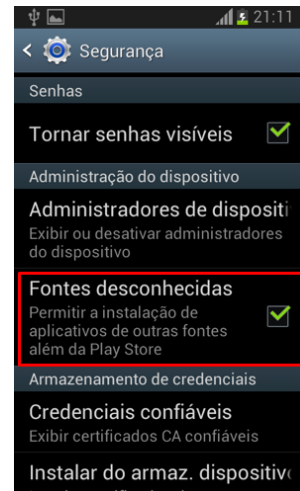 21:11
Segurança
Senhas
Tornar senhas visíveis
Administração do dispositivo
Administradores de dispositi
Exibir ou desativar administradores
do dispositivo
Fontes desconhecidas
Permitir a instalação de
aplicativos de outras fontes
além da Play Store
Armazenamento de credenciais
Credenciais confiáveis
Exibir certificados CA confiáveis
Instalar do armaz. dispositiv